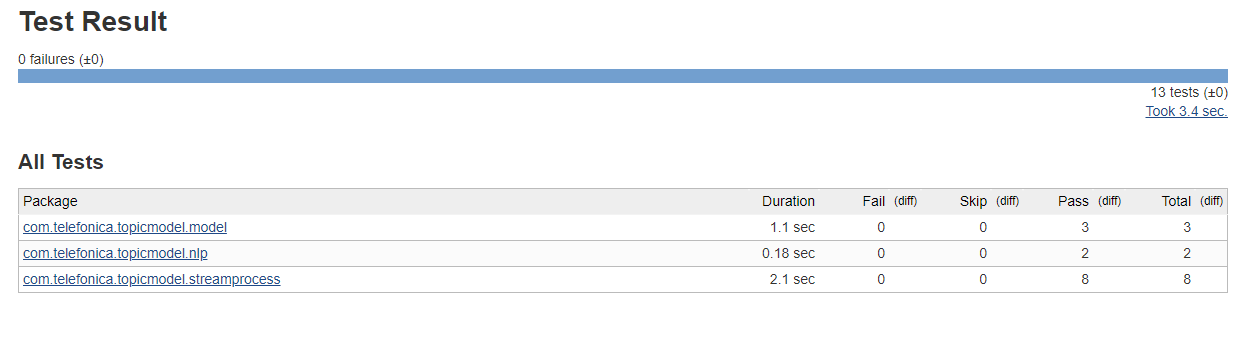 Test Result
0 failures (±0)
13 tests (±0)
Took 3.4 sec.
All Tests
Package Duration Fail (diff) Skip (diff) Pass (diff) Total (diff)
com.telefonica.topicmodel.model 1.1 sec 0 0 3 3
com.telefonica.topicmodel.nlp 0.18 sec 0 0 2 2
com.telefonica.topicmodel.streamprocess 2.1 sec 0 0 8 8